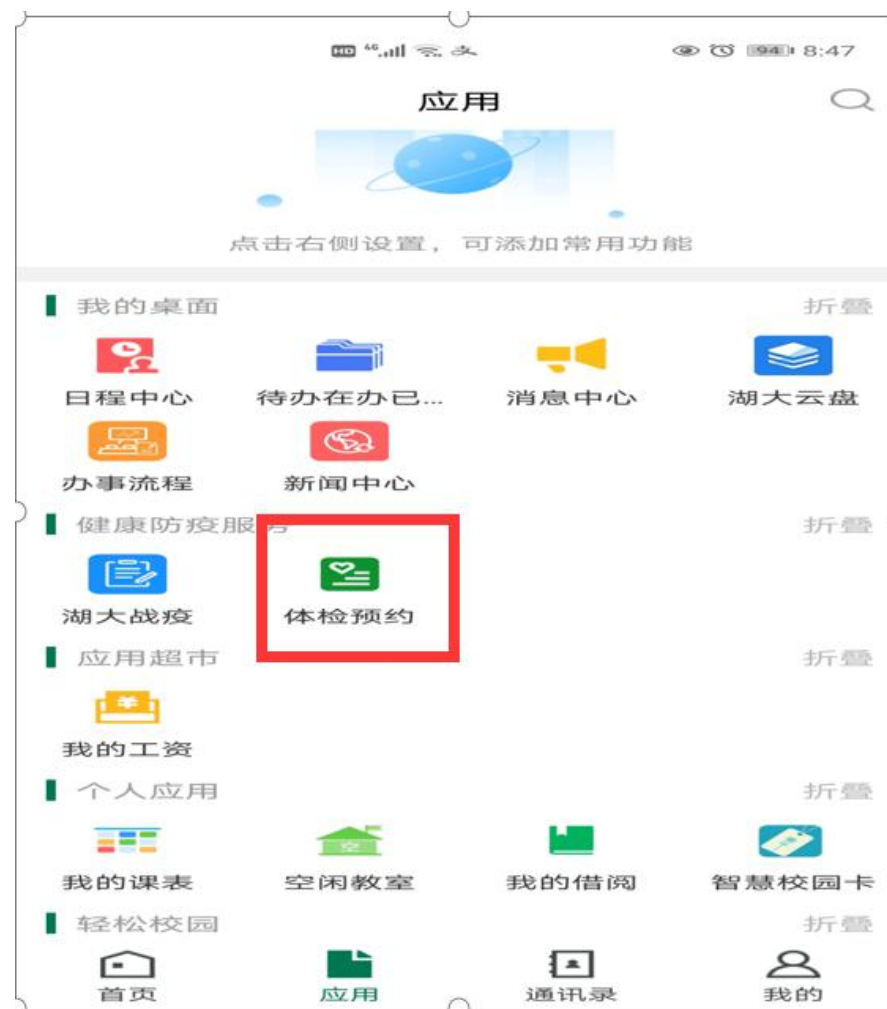 HD 4G 94 8:47
应用
点击右侧设置，可添加常用功能
我的桌面 折叠
日程中心 待办在办已... 消息中心 湖大云盘
办事流程 新闻中心
健康防疫服务 折叠
湖大战疫 体检预约
应用超市 折叠
我的工资
个人应用 折叠
空
我的课表 空闲教室 我的借阅 智慧校园卡
轻松校园 折叠
首页 应用 通讯录 我的